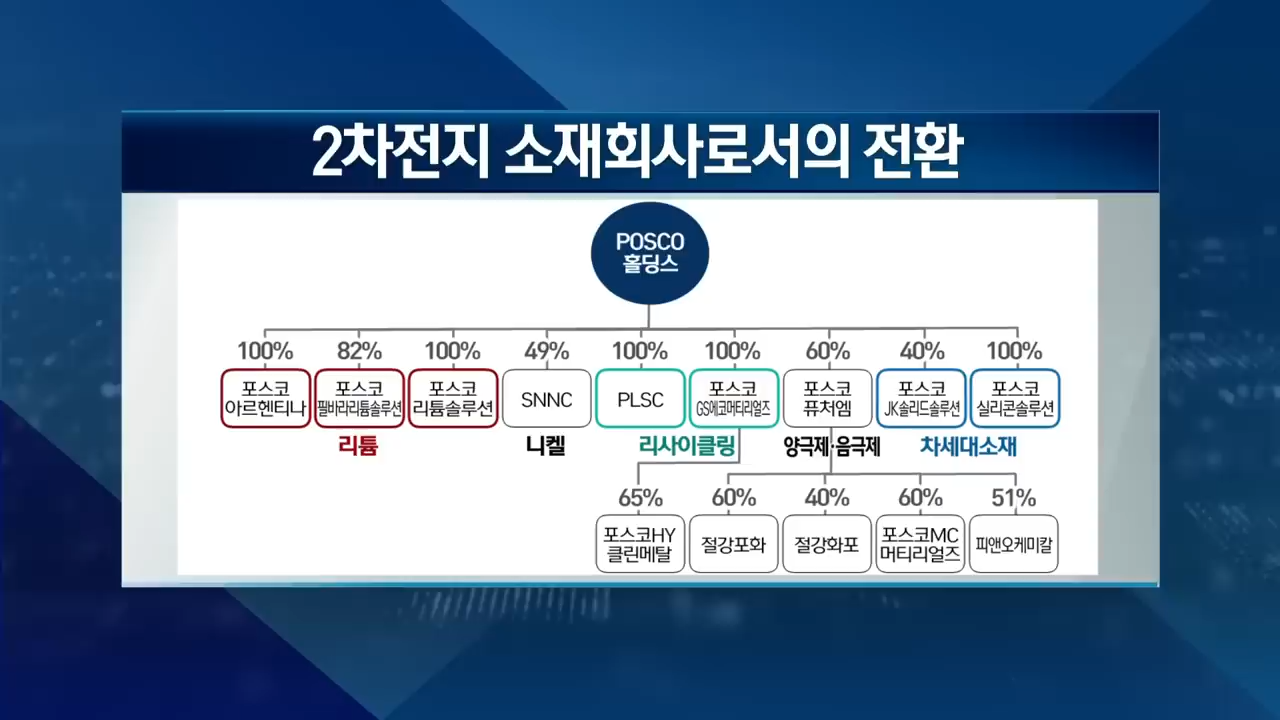 2차전지 소재회사로서의 전환
POSCO
홀딩스
100% 82% 100% 49% 100% 100% 60% 40% 100%
포스코
아르헨티나
포스코
필바라리튬솔루션
포스코
리튬솔루션
SNNC
PLSC
포스코
GS에코머티리얼즈
포스코
퓨처엠
포스코
JK솔리드솔루션
포스코
실리콘솔루션
리튬 니켈 리사이클링 양극제·음극제 차세대소재
65% 60% 40% 60% 51%
포스코HY
클린메탈
절강포화
절강화포
포스코MC
머티리얼즈
피앤오케미칼